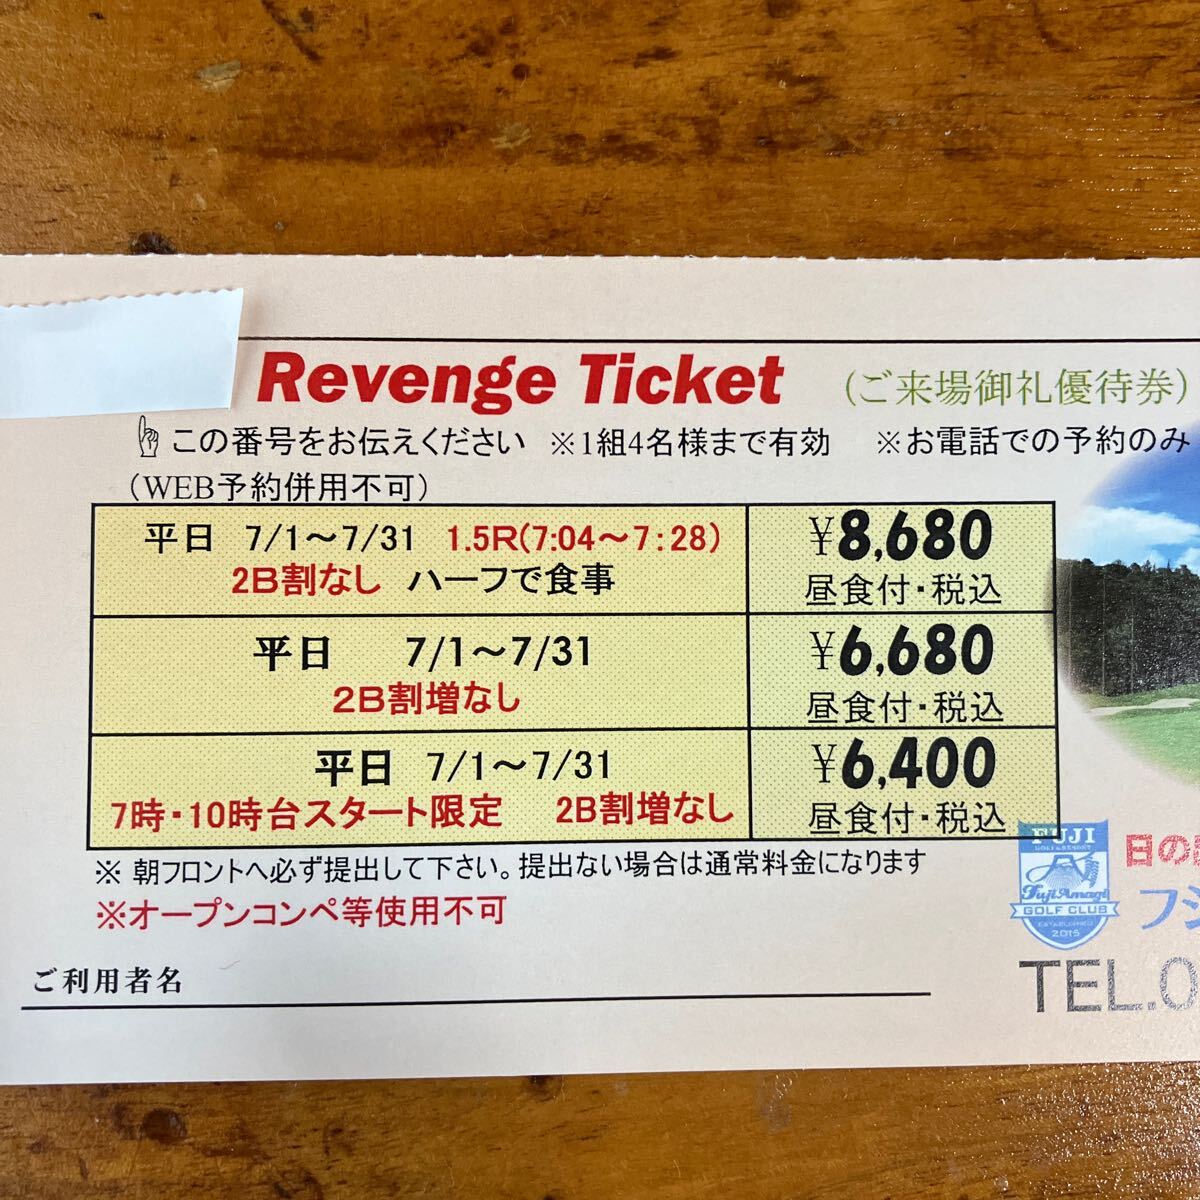 Revenge Ticket (ご来場御礼優待券)
☝この番号をお伝えください ※1組4名様まで有効 ※お電話での予約のみ
(WEB予約併用不可)
平日 7/1～7/31 1.5R(7:04～7:28)
2B割なし ハーフで食事
¥8,680
昼食付・税込
平日 7/1～7/31
2B割増なし
¥6,680
昼食付・税込
平日 7/1～7/31
7時・10時台スタート限定 2B割増なし
¥6,400
昼食付・税込
※ 朝フロントへ必ず提出して下さい。提出ない場合は通常料金になります
※オープンコンペ等使用不可
ご利用者名
FUJI
GOLF&RESORT
FujiAmagi
GOLF CLUB
ESTABLISHED
2015
日の
フジ
TEL.0